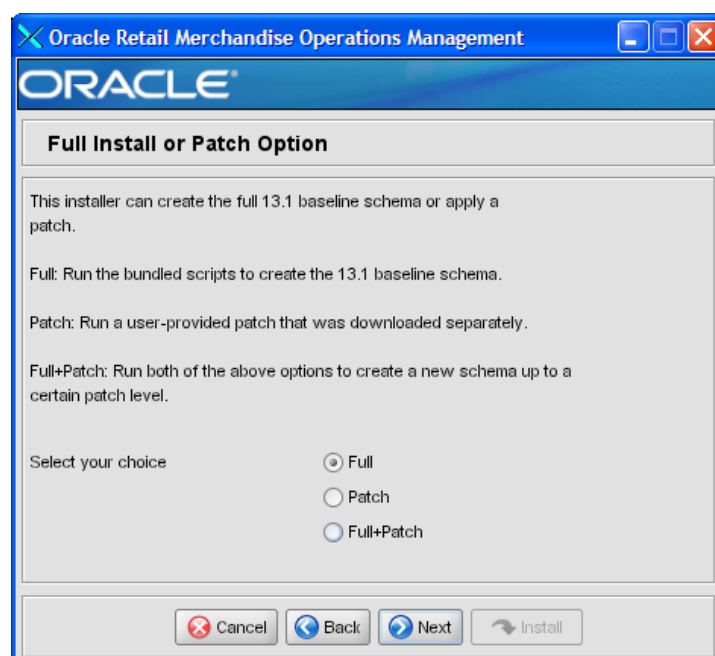 Oracle Retail Merchandise Operations Management
ORACLE
Full Install or Patch Option
This installer can create the full 13.1 baseline schema or apply a
patch.
Full: Run the bundled scripts to create the 13.1 baseline schema.
Patch: Run a user-provided patch that was downloaded separately.
Full+Patch: Run both of the above options to create a new schema up to a
certain patch level.
Select your choice
Full
Patch
Full+Patch
Cancel Back Next Install